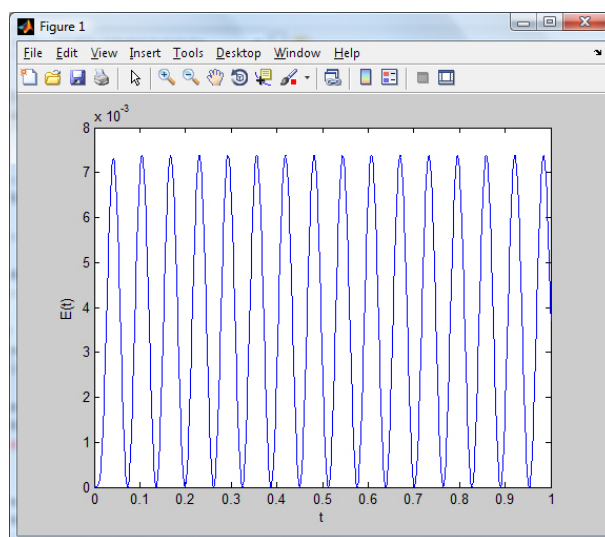 Figure 1
File Edit View Insert Tools Desktop Window Help
x 10⁻³
8
7
6
5
4
3
2
1
0
E(t)
0 0.1 0.2 0.3 0.4 0.5 0.6 0.7 0.8 0.9 1
t